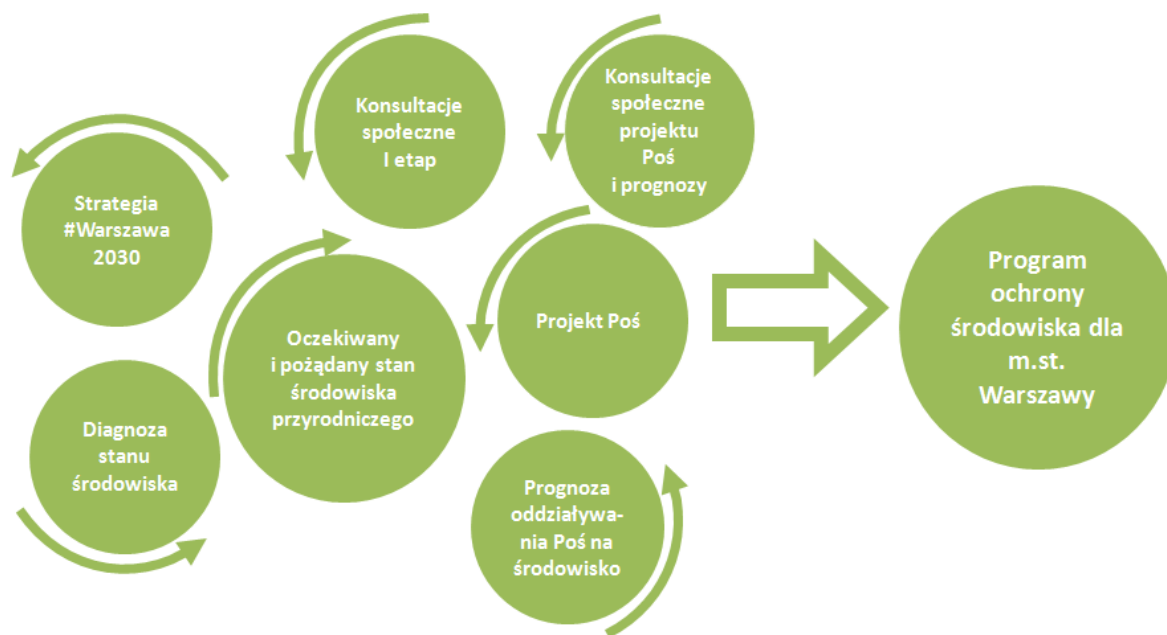 Strategia
#Warszawa
2030
Diagnoza
stanu
środowiska
Oczekiwany
i pożądany stan
środowiska
przyrodniczego
Konsultacje
społeczne
I etap
Konsultacje
społeczne
projektu
Poś
i prognozy
Projekt Poś
Prognoza
oddziaływa-
nia Poś na
środowisko
Program
ochrony
środowiska dla
m.st.
Warszawy